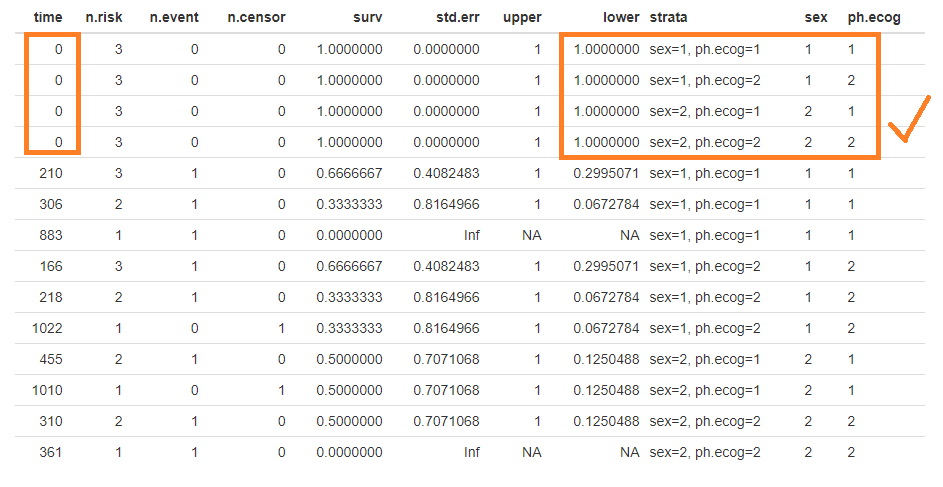 time n.risk n.event n.censor surv std.err upper lower strata sex ph.ecog
0 3 0 0 1.0000000 0.0000000 1 1.0000000 sex=1, ph.ecog=1 1 1
0 3 0 0 1.0000000 0.0000000 1 1.0000000 sex=1, ph.ecog=2 1 2
0 3 0 0 1.0000000 0.0000000 1 1.0000000 sex=2, ph.ecog=1 2 1
0 3 0 0 1.0000000 0.0000000 1 1.0000000 sex=2, ph.ecog=2 2 2
210 3 1 0 0.6666667 0.4082483 1 0.2995071 sex=1, ph.ecog=1 1 1
306 2 1 0 0.3333333 0.8164966 1 0.0672784 sex=1, ph.ecog=1 1 1
883 1 1 0 0.0000000 Inf NA NA sex=1, ph.ecog=1 1 1
166 3 1 0 0.6666667 0.4082483 1 0.2995071 sex=1, ph.ecog=2 1 2
218 2 1 0 0.3333333 0.8164966 1 0.0672784 sex=1, ph.ecog=2 1 2
1022 1 0 1 0.3333333 0.8164966 1 0.0672784 sex=1, ph.ecog=2 1 2
455 2 1 0 0.5000000 0.7071068 1 0.1250488 sex=2, ph.ecog=1 2 1
1010 1 0 1 0.5000000 0.7071068 1 0.1250488 sex=2, ph.ecog=1 2 1
310 2 1 0 0.5000000 0.7071068 1 0.1250488 sex=2, ph.ecog=2 2 2
361 1 1 0 0.0000000 Inf NA NA sex=2, ph.ecog=2 2 2